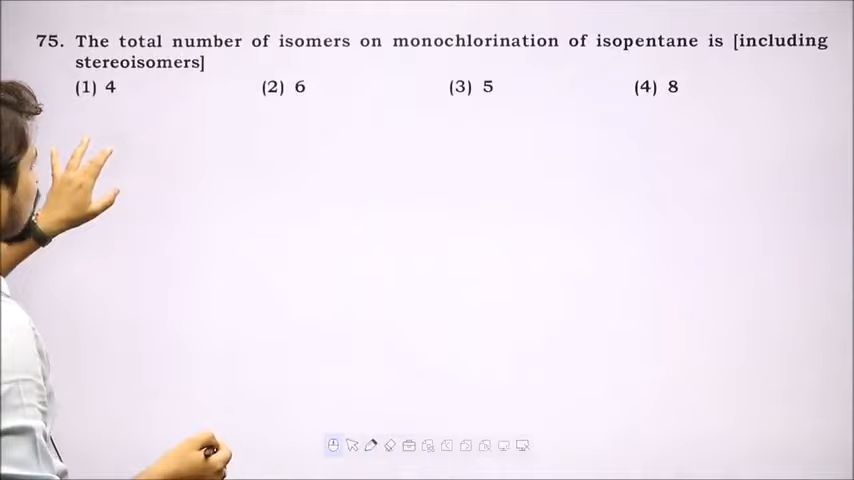 75. The total number of isomers on monochlorination of isopentane is [including
stereoisomers]
(1) 4 (2) 6 (3) 5 (4) 8